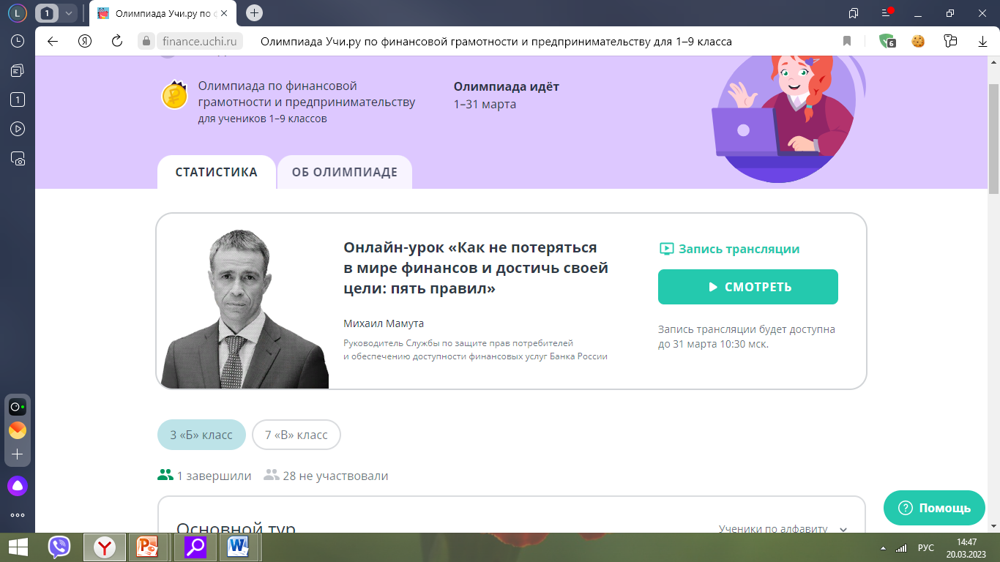 L
1
Олимпиада Учи.ру по ф
finance.uchi.ru
Олимпиада Учи.ру по финансовой грамотности и предпринимательству для 1–9 класса
6
1
Олимпиада по финансовой
грамотности и предпринимательству
для учеников 1–9 классов
Олимпиада идёт
1–31 марта
СТАТИСТИКА
ОБ ОЛИМПИАДЕ
Онлайн-урок «Как не потеряться
в мире финансов и достичь своей
цели: пять правил»
Михаил Мамута
Руководитель Службы по защите прав потребителей
и обеспечению доступности финансовых услуг Банка России
Запись трансляции
СМОТРЕТЬ
Запись трансляции будет доступна
до 31 марта 10:30 мск.
3 «Б» класс
7 «В» класс
1 завершили
28 не участвовали
Основной тур
Ученики по алфавиту
Помощь
РУС
14:47
20.03.2023